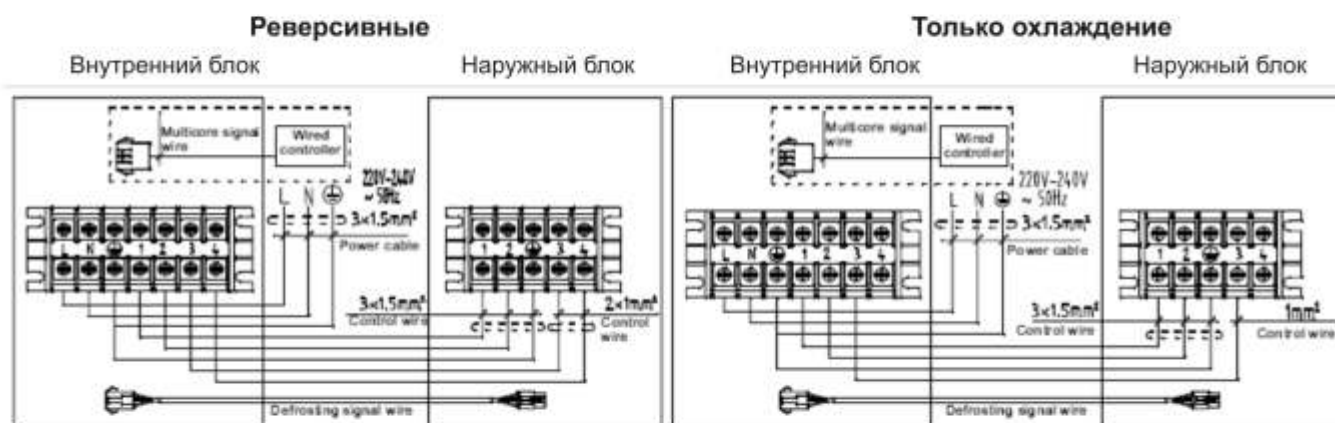 Реверсивные
Внутренний блок
Наружный блок
Multicore signal
wire
Wired
controller
220V-240V
~ 50Hz
L N
3×1.5mm²
Power cable
L N 1 2 3 4
1 2 3 4
3×1.5mm²
Control wire
2×1mm²
Control
wire
Defrosting signal wire
Только охлаждение
Внутренний блок
Наружный блок
Multicore signal
wire
Wired
controller
220V-240V
~ 50Hz
L N
3×1.5mm²
Power cable
L N 1 2 3 4
1 2 3 4
3×1.5mm²
Control wire
1mm²
Control wire
Defrosting signal wire